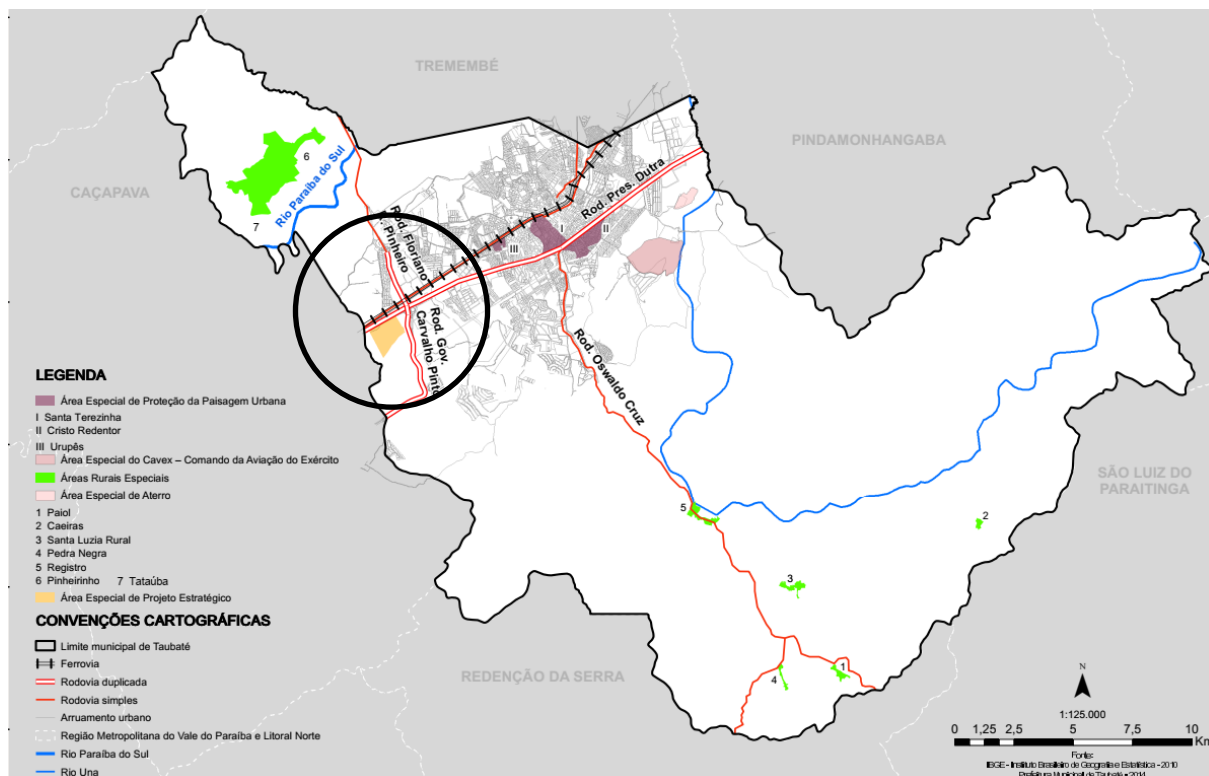 TREMEMBÉ
PINDAMONHANGABA
CAÇAPAVA
6
Rio Paraíba do Sul
7
Rod. Pres. Dutra
I
II
III
Rod. Floriano
Pinheiro
Rod. Gov.
Carvalho Pinto
Rod. Oswaldo Cruz
SÃO LUIZ DO
PARAITINGA
5
2
3
4
1
REDENÇÃO DA SERRA
LEGENDA
Área Especial de Proteção da Paisagem Urbana
I Santa Terezinha
II Cristo Redentor
III Urupês
Área Especial do Cavex – Comando da Aviação do Exército
Áreas Rurais Especiais
Área Especial de Aterro
1 Paiol
2 Caeiras
3 Santa Luzia Rural
4 Pedra Negra
5 Registro
6 Pinheirinho 7 Tataúba
Área Especial de Projeto Estratégico
CONVENÇÕES CARTOGRÁFICAS
Limite municipal de Taubaté
Ferrovia
Rodovia duplicada
Rodovia simples
Arruamento urbano
Região Metropolitana do Vale do Paraíba e Litoral Norte
Rio Paraíba do Sul
Rio Una
N
1:125.000
0 1,25 2,5 5 7,5 10
Km
Fonte:
IBGE - Instituto Brasileiro de Geografia e Estatística - 2010
Prefeitura Municipal de Taubaté • 2014